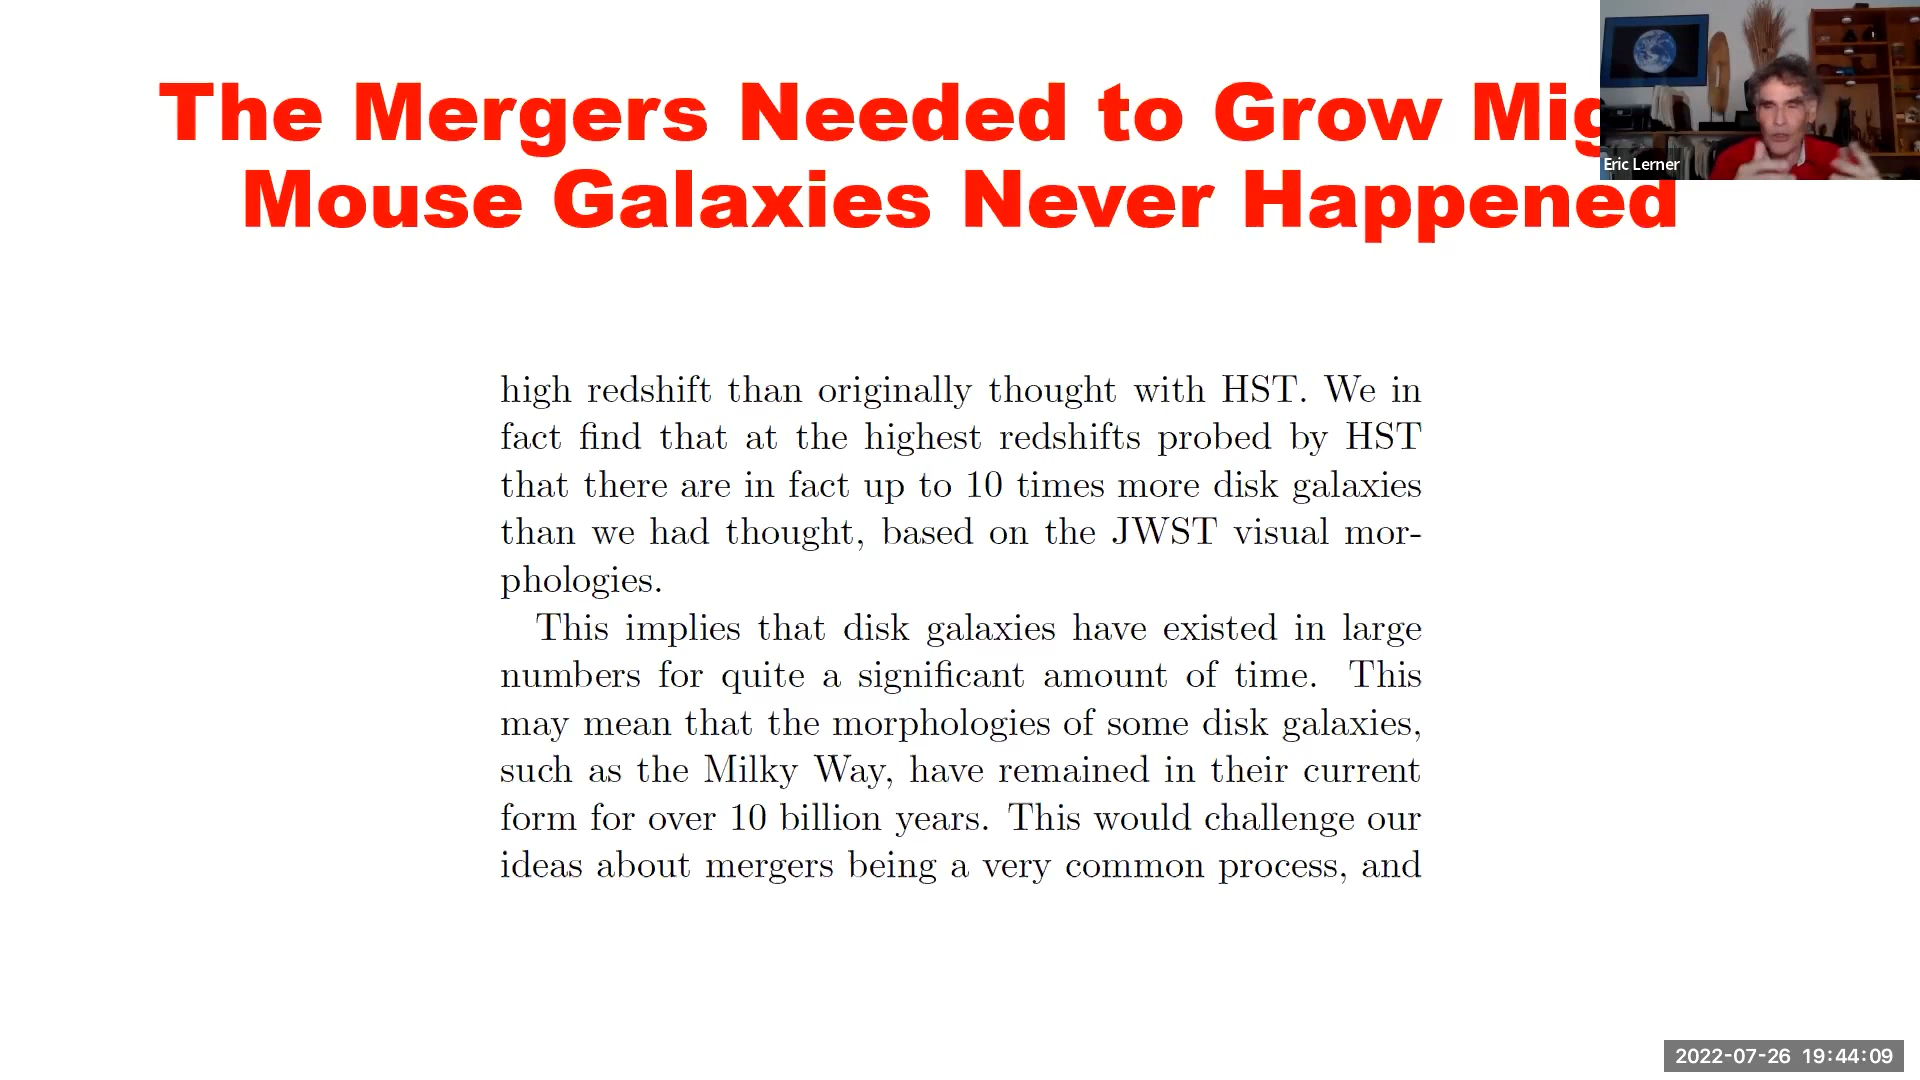 The Mergers Needed to Grow Mig
Mouse Galaxies Never Happened
Eric Lerner
high redshift than originally thought with HST. We in
fact find that at the highest redshifts probed by HST
that there are in fact up to 10 times more disk galaxies
than we had thought, based on the JWST visual mor-
phologies.
This implies that disk galaxies have existed in large
numbers for quite a significant amount of time. This
may mean that the morphologies of some disk galaxies,
such as the Milky Way, have remained in their current
form for over 10 billion years. This would challenge our
ideas about mergers being a very common process, and
2022-07-26 19:44:09